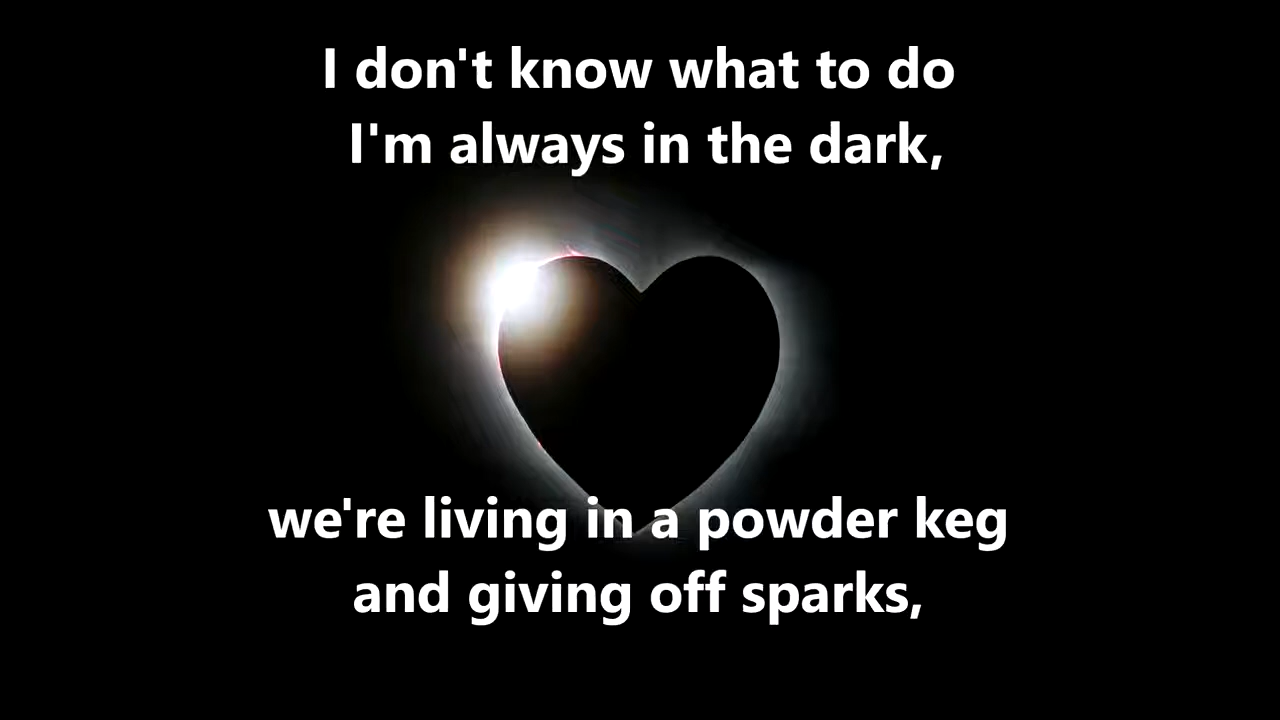 I don't know what to do
I'm always in the dark,
we're living in a powder keg
and giving off sparks,